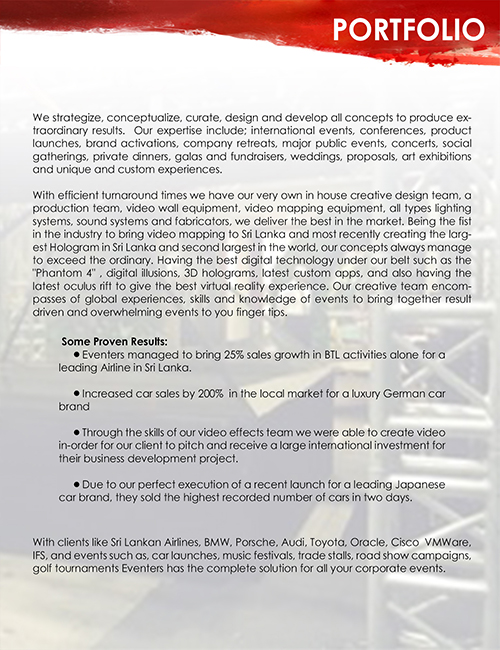 PORTFOLIO
We strategize, conceptualize, curate, design and develop all concepts to produce ex-
traordinary results.  Our expertise include; international events, conferences, product
launches, brand activations, company retreats, major public events, concerts, social
gatherings, private dinners, galas and fundraisers, weddings, proposals, art exhibitions
and unique and custom experiences.
With efficient turnaround times we have our very own in house creative design team, a
production team, video wall equipment, video mapping equipment, all types lighting
systems, sound systems and fabricators, we deliver the best in the market. Being the fist
in the industry to bring video mapping to Sri Lanka and most recently creating the larg-
est Hologram in Sri Lanka and second largest in the world, our concepts always manage
to exceed the ordinary. Having the best digital technology under our belt such as the
"Phantom 4" , digital illusions, 3D holograms, latest custom apps, and also having the
latest oculus rift to give the best virtual reality experience. Our creative team encom-
passes of global experiences, skills and knowledge of events to bring together result
driven and overwhelming events to you finger tips.
Some Proven Results:
● Eventers managed to bring 25% sales growth in BTL activities alone for a
leading Airline in Sri Lanka.
● Increased car sales by 200%  in the local market for a luxury German car
brand
● Through the skills of our video effects team we were able to create video
in-order for our client to pitch and receive a large international investment for
their business development project.
● Due to our perfect execution of a recent launch for a leading Japanese
car brand, they sold the highest recorded number of cars in two days.
With clients like Sri Lankan Airlines, BMW, Porsche, Audi, Toyota, Oracle, Cisco  VMWare,
IFS, and events such as, car launches, music festivals, trade stalls, road show campaigns,
golf tournaments Eventers has the complete solution for all your corporate events.